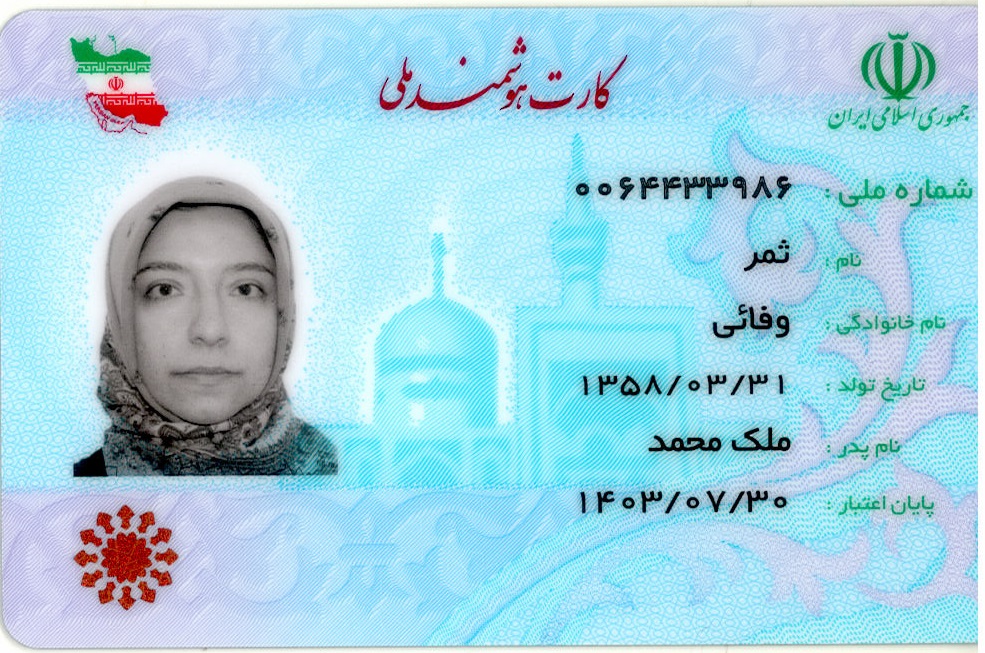 کارت هوشمند ملی
جمهوری اسلامی ایران
شماره ملی : ۰۰۶۴۴۳۳۹۸۶
نام : ثمر
نام خانوادگی : وفائی
تاریخ تولد : ۱۳۵۸/۰۳/۳۱
نام پدر : ملک محمد
پایان اعتبار : ۱۴۰۳/۰۷/۳۰